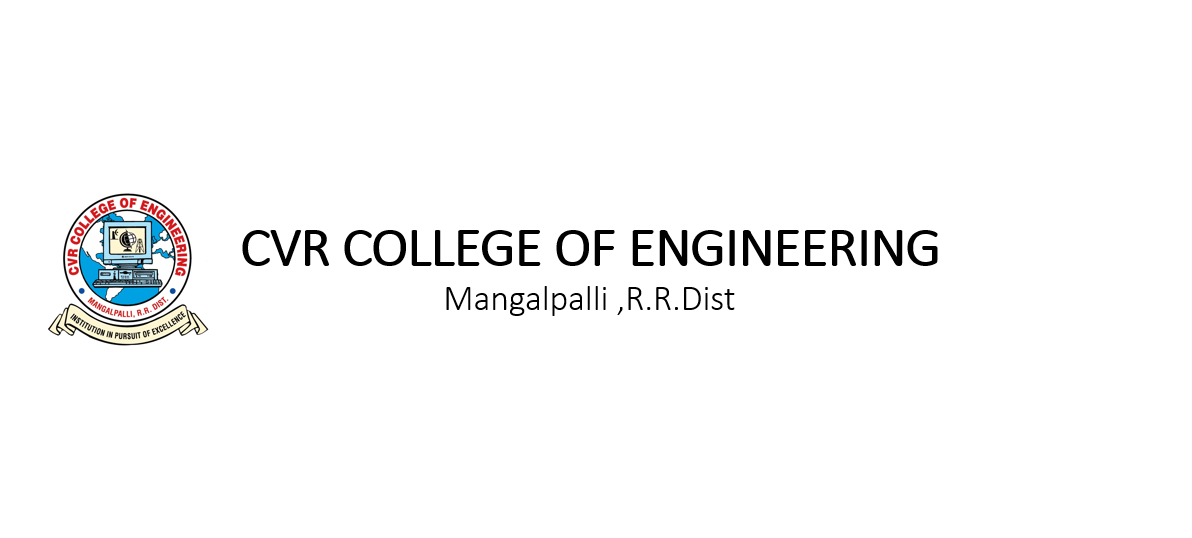 CVR COLLEGE OF ENGINEERING
MANGALPALLI, R.R. DIST.
INSTITUTION IN PURSUIT OF EXCELLENCE
CVR COLLEGE OF ENGINEERING
Mangalpalli ,R.R.Dist